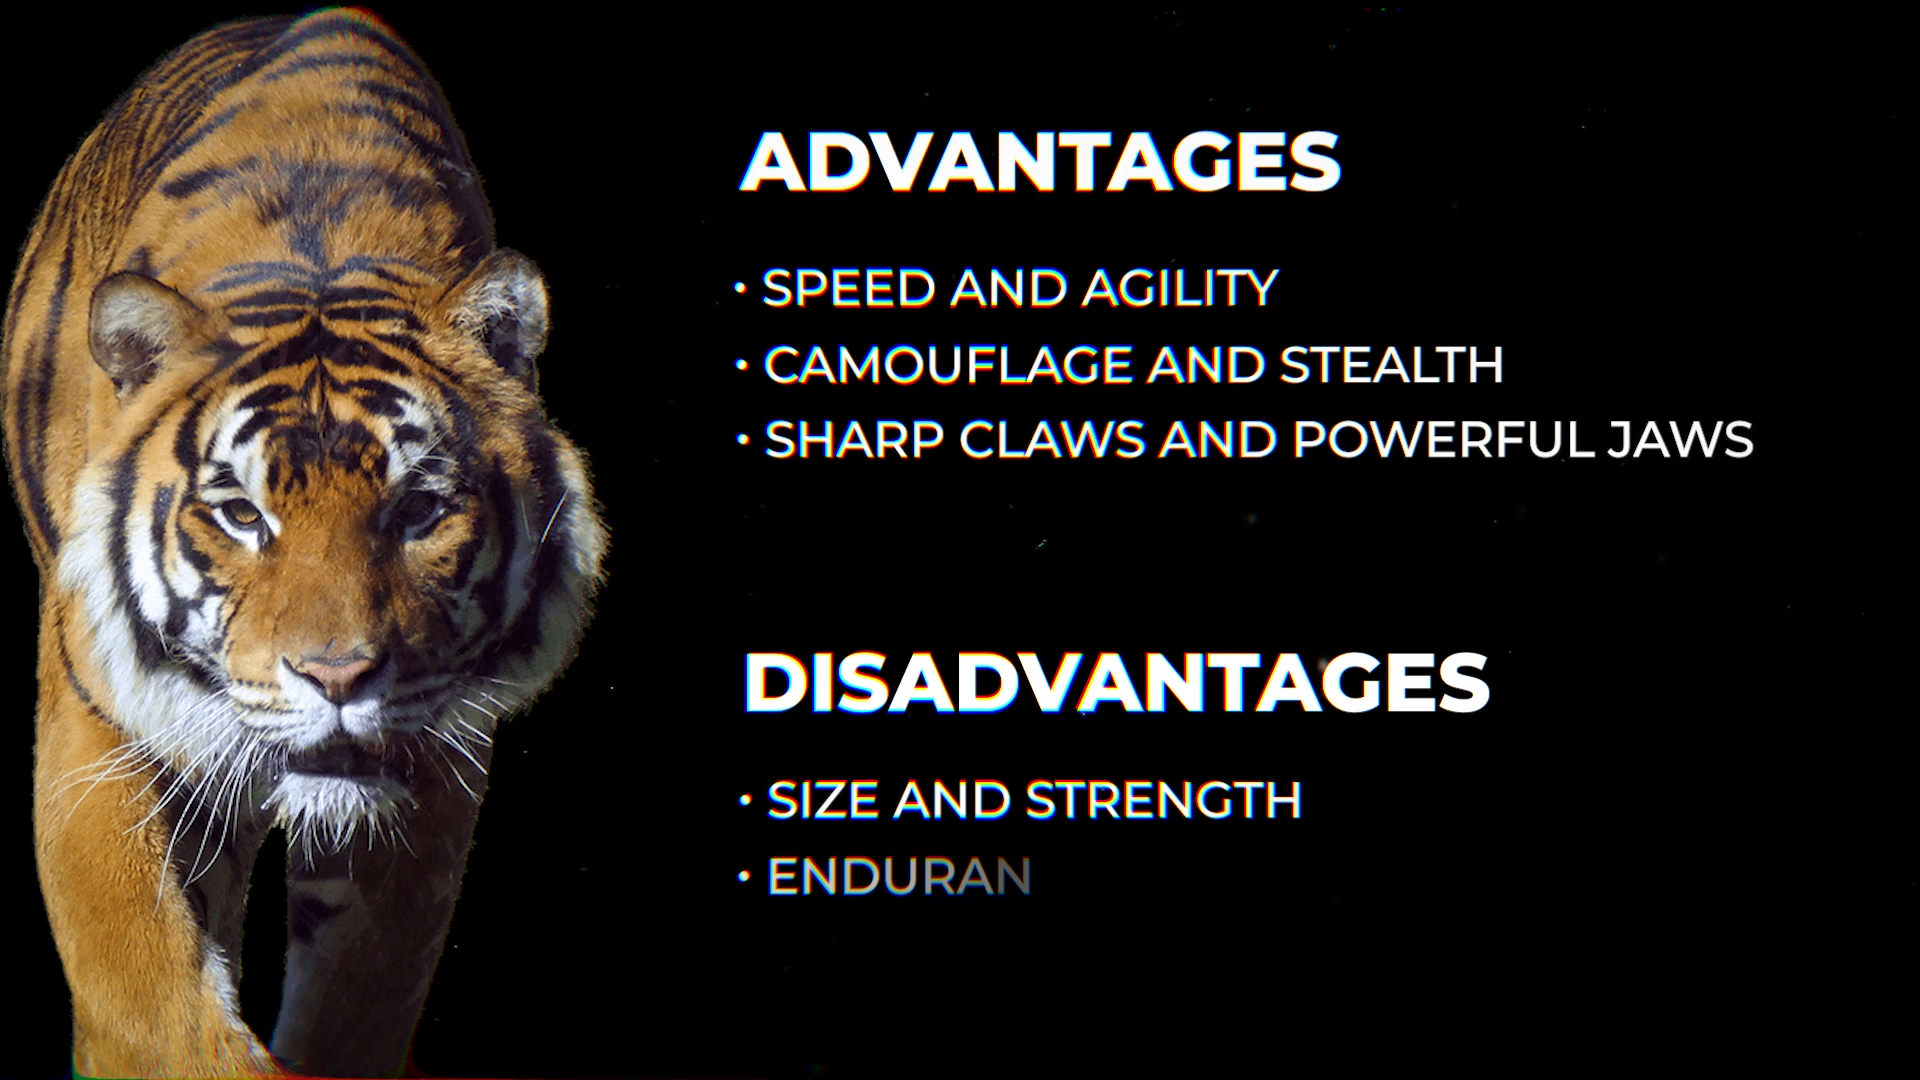 ADVANTAGES
• SPEED AND AGILITY
• CAMOUFLAGE AND STEALTH
• SHARP CLAWS AND POWERFUL JAWS
DISADVANTAGES
• SIZE AND STRENGTH
• ENDURAN